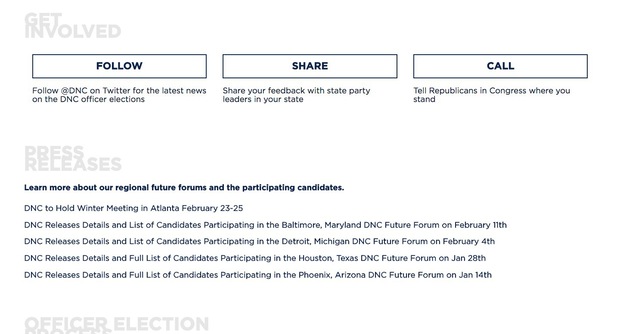 GET
INVOLVED
FOLLOW
SHARE
CALL
Follow @DNC on Twitter for the latest news
on the DNC officer elections
Share your feedback with state party
leaders in your state
Tell Republicans in Congress where you
stand
PRESS
RELEASES
Learn more about our regional future forums and the participating candidates.
DNC to Hold Winter Meeting in Atlanta February 23-25
DNC Releases Details and List of Candidates Participating in the Baltimore, Maryland DNC Future Forum on February 11th
DNC Releases Details and List of Candidates Participating in the Detroit, Michigan DNC Future Forum on February 4th
DNC Releases Details and Full List of Candidates Participating in the Houston, Texas DNC Future Forum on Jan 28th
DNC Releases Details and Full List of Candidates Participating in the Phoenix, Arizona DNC Future Forum on Jan 14th
OFFICER ELECTION